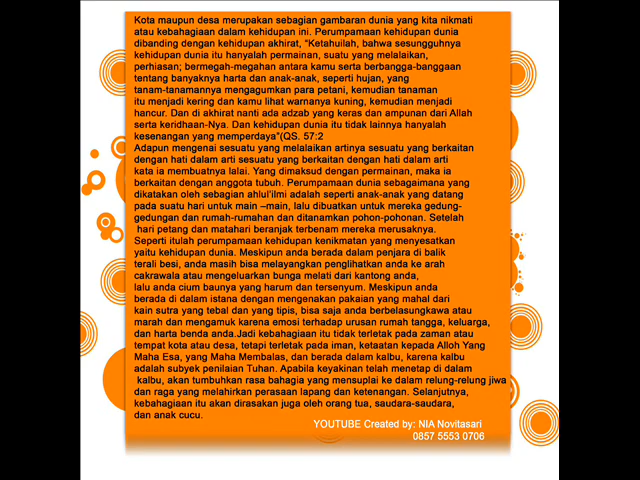 Kota maupun desa merupakan sebagian gambaran dunia yang kita nikmati
atau kebahagiaan dalam kehidupan ini. Perumpamaan kehidupan dunia
dibanding dengan kehidupan akhirat, “Ketahuilah, bahwa sesungguhnya
kehidupan dunia itu hanyalah permainan, suatu yang melalaikan,
perhiasan; bermegah-megahan antara kamu serta berbangga-banggaan
tentang banyaknya harta dan anak-anak, seperti hujan, yang
tanam-tanamannya mengagumkan para petani, kemudian tanaman
itu menjadi kering dan kamu lihat warnanya kuning, kemudian menjadi
hancur. Dan di akhirat nanti ada adzab yang keras dan ampunan dari Allah
serta keridhaan-Nya. Dan kehidupan dunia itu tidak lainnya hanyalah
kesenangan yang memperdaya”(QS. 57:2
Adapun mengenai sesuatu yang melalaikan artinya sesuatu yang berkaitan
dengan hati dalam arti sesuatu yang berkaitan dengan hati dalam arti
kata ia membuatnya lalai. Yang dimaksud dengan permainan, maka ia
berkaitan dengan anggota tubuh. Perumpamaan dunia sebagaimana yang
dikatakan oleh sebagian ahlul’ilmi adalah seperti anak-anak yang datang
pada suatu hari untuk main –main, lalu dibuatkan untuk mereka gedung-
gedungan dan rumah-rumahan dan ditanamkan pohon-pohonan. Setelah
hari petang dan matahari beranjak terbenam mereka merusaknya.
Seperti itulah perumpamaan kehidupan kenikmatan yang menyesatkan
yaitu kehidupan dunia. Meskipun anda berada dalam penjara di balik
terali besi, anda masih bisa melayangkan penglihatan anda ke arah
cakrawala atau mengeluarkan bunga melati dari kantong anda,
lalu anda cium baunya yang harum dan tersenyum. Meskipun anda
berada di dalam istana dengan mengenakan pakaian yang mahal dari
kain sutra yang tebal dan yang tipis, bisa saja anda berbelasungkawa atau
marah dan mengamuk karena emosi terhadap urusan rumah tangga, keluarga,
dan harta benda anda.Jadi kebahagiaan itu tidak terletak pada zaman atau
tempat kota atau desa, tetapi terletak pada iman, ketaatan kepada Alloh Yang
Maha Esa, yang Maha Membalas, dan berada dalam kalbu, karena kalbu
adalah subyek penilaian Tuhan. Apabila keyakinan telah menetap di dalam
kalbu, akan tumbuhkan rasa bahagia yang mensuplai ke dalam relung-relung jiwa
dan raga yang melahirkan perasaan lapang dan ketenangan. Selanjutnya,
kebahagiaan itu akan dirasakan juga oleh orang tua, saudara-saudara,
dan anak cucu.
YOUTUBE Created by: NIA Novitasari
0857 5553 0706